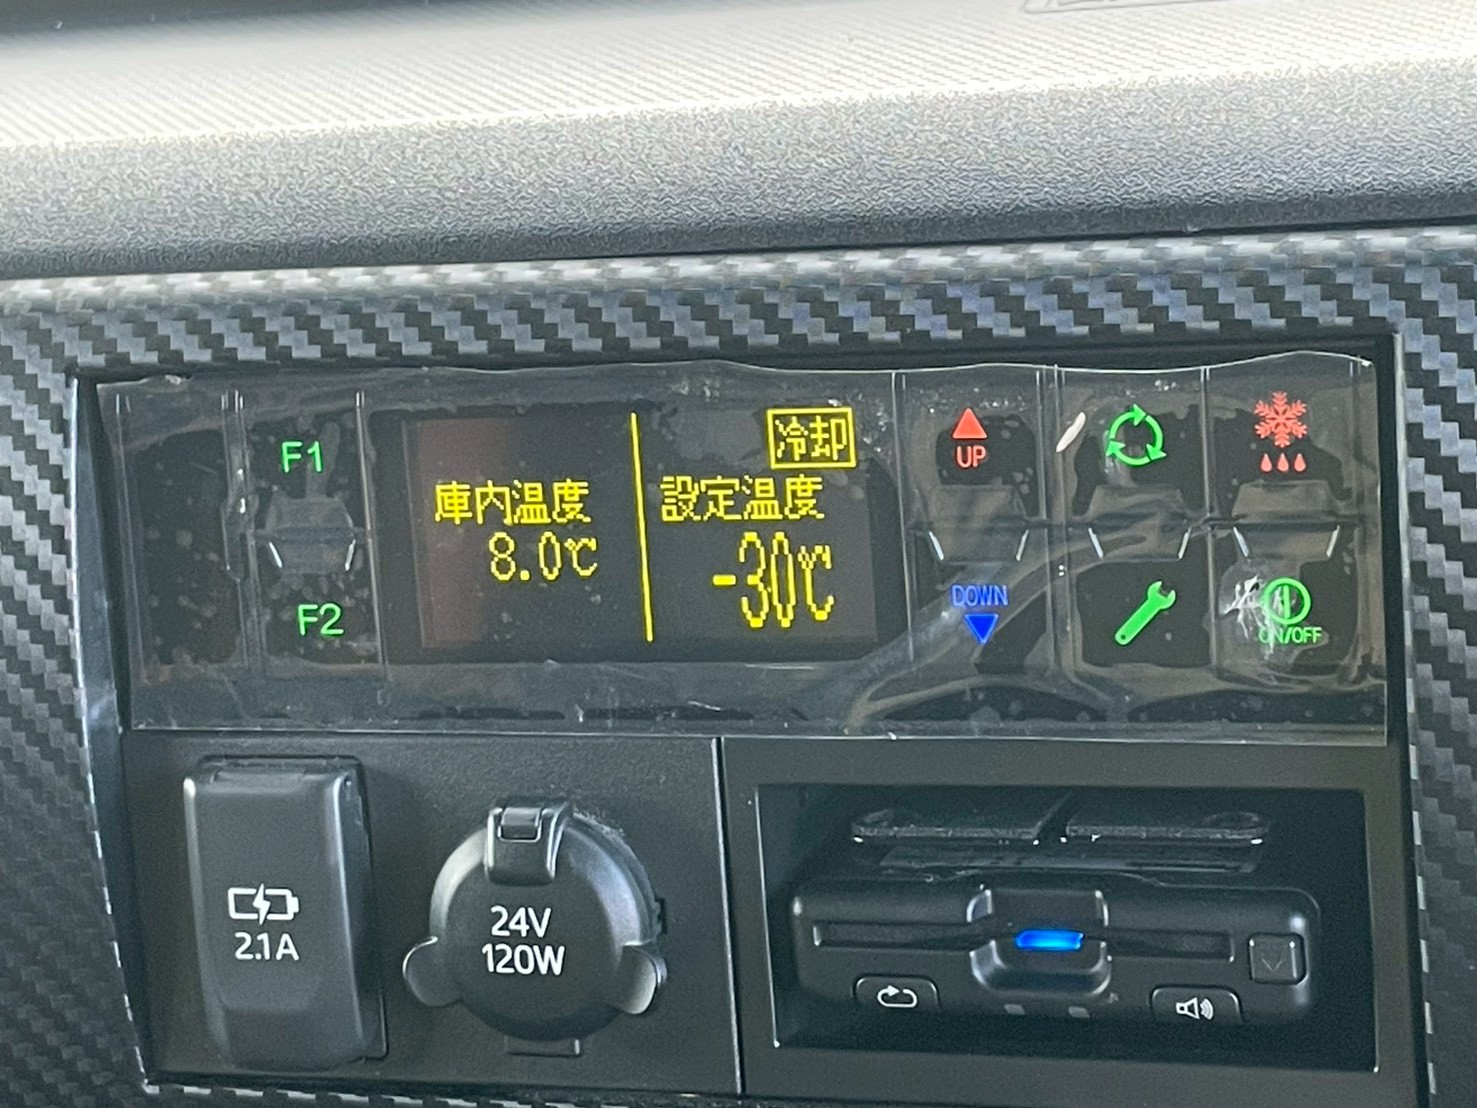 F1
F2
庫内温度
8.0℃
冷却
設定温度
-30℃
UP
DOWN
ON/OFF
2.1A
24V
120W